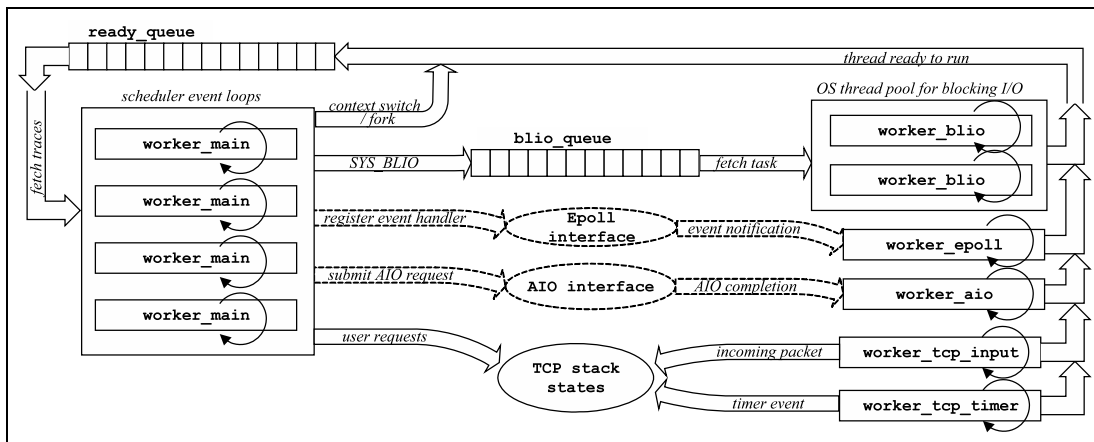 ready_queue
thread ready to run
scheduler event loops
OS thread pool for blocking I/O
context switch
/ fork
fetch traces
worker_main
worker_blio
blio_queue
SYS_BLIO
fetch task
worker_blio
worker_main
register event handler
Epoll
interface
event notification
worker_epoll
worker_main
submit AIO request
AIO interface
AIO completion
worker_aio
worker_main
user requests
incoming packet
worker_tcp_input
TCP stack
states
timer event
worker_tcp_timer